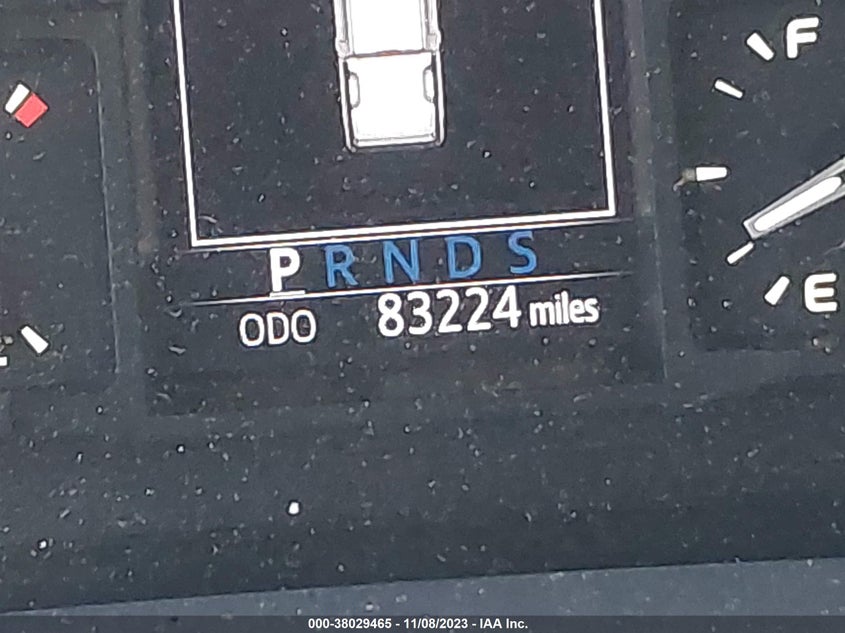 F
P R N D S
E
ODO 83224 miles
000-38029465 - 11/08/2023 - IAA Inc.